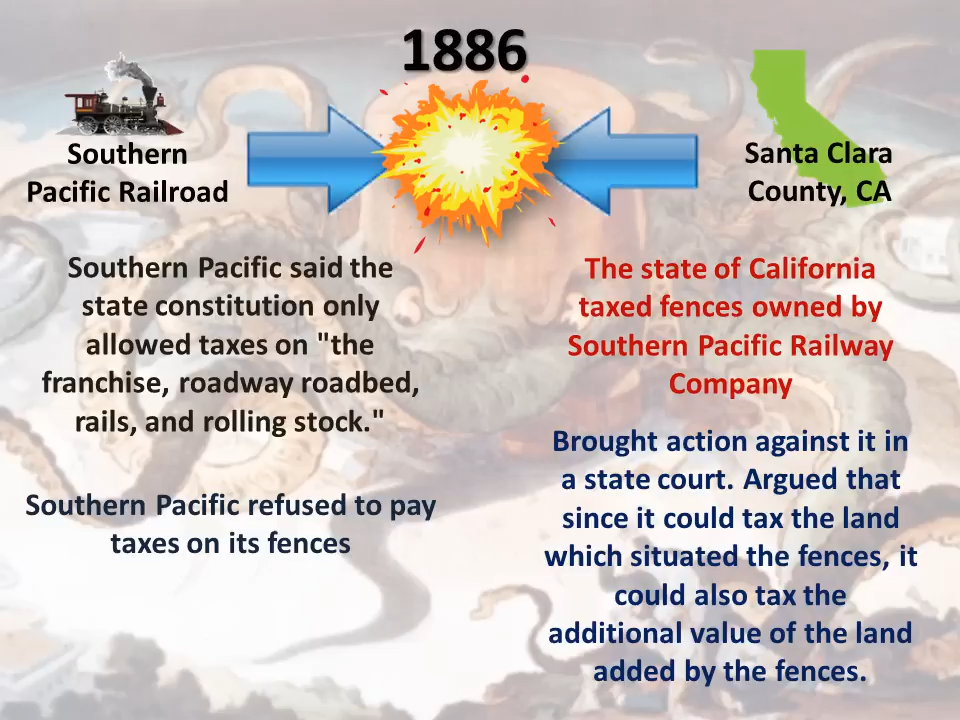 1886
Southern
Pacific Railroad
Santa Clara
County, CA
Southern Pacific said the
state constitution only
allowed taxes on "the
franchise, roadway roadbed,
rails, and rolling stock."
Southern Pacific refused to pay
taxes on its fences
The state of California
taxed fences owned by
Southern Pacific Railway
Company
Brought action against it in
a state court. Argued that
since it could tax the land
which situated the fences, it
could also tax the
additional value of the land
added by the fences.